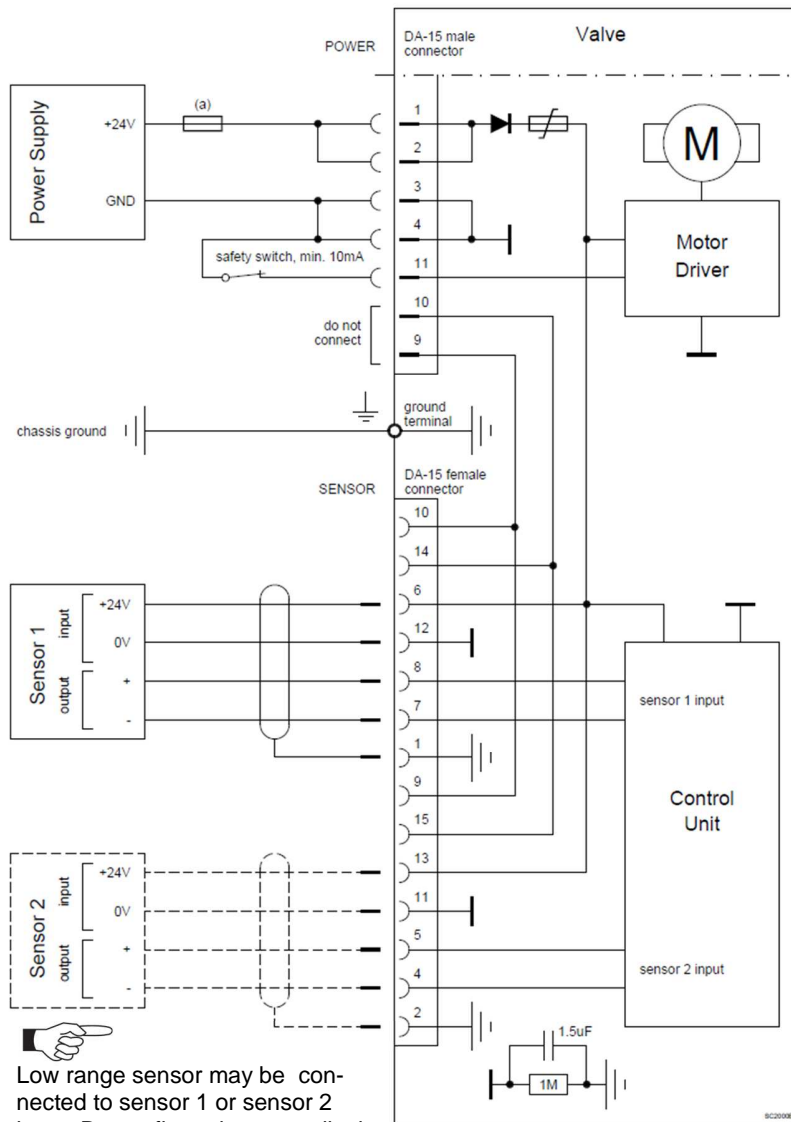 Valve
POWER
DA-15 male
connector
Power Supply
+24V
(a)
GND
1
2
3
4
11
10
9
M
Motor
Driver
safety switch, min. 10mA
do not
connect
chassis ground
ground
terminal
SENSOR
DA-15 female
connector
10
14
6
12
8
7
1
9
15
13
11
5
4
2
Sensor 1
input
output
+24V
0V
+
-
sensor 1 input
Control
Unit
sensor 2 input
Sensor 2
input
output
+24V
0V
+
-
1.5uF
1M
Low range sensor may be con-
nected to sensor 1 or sensor 2
SC2000E